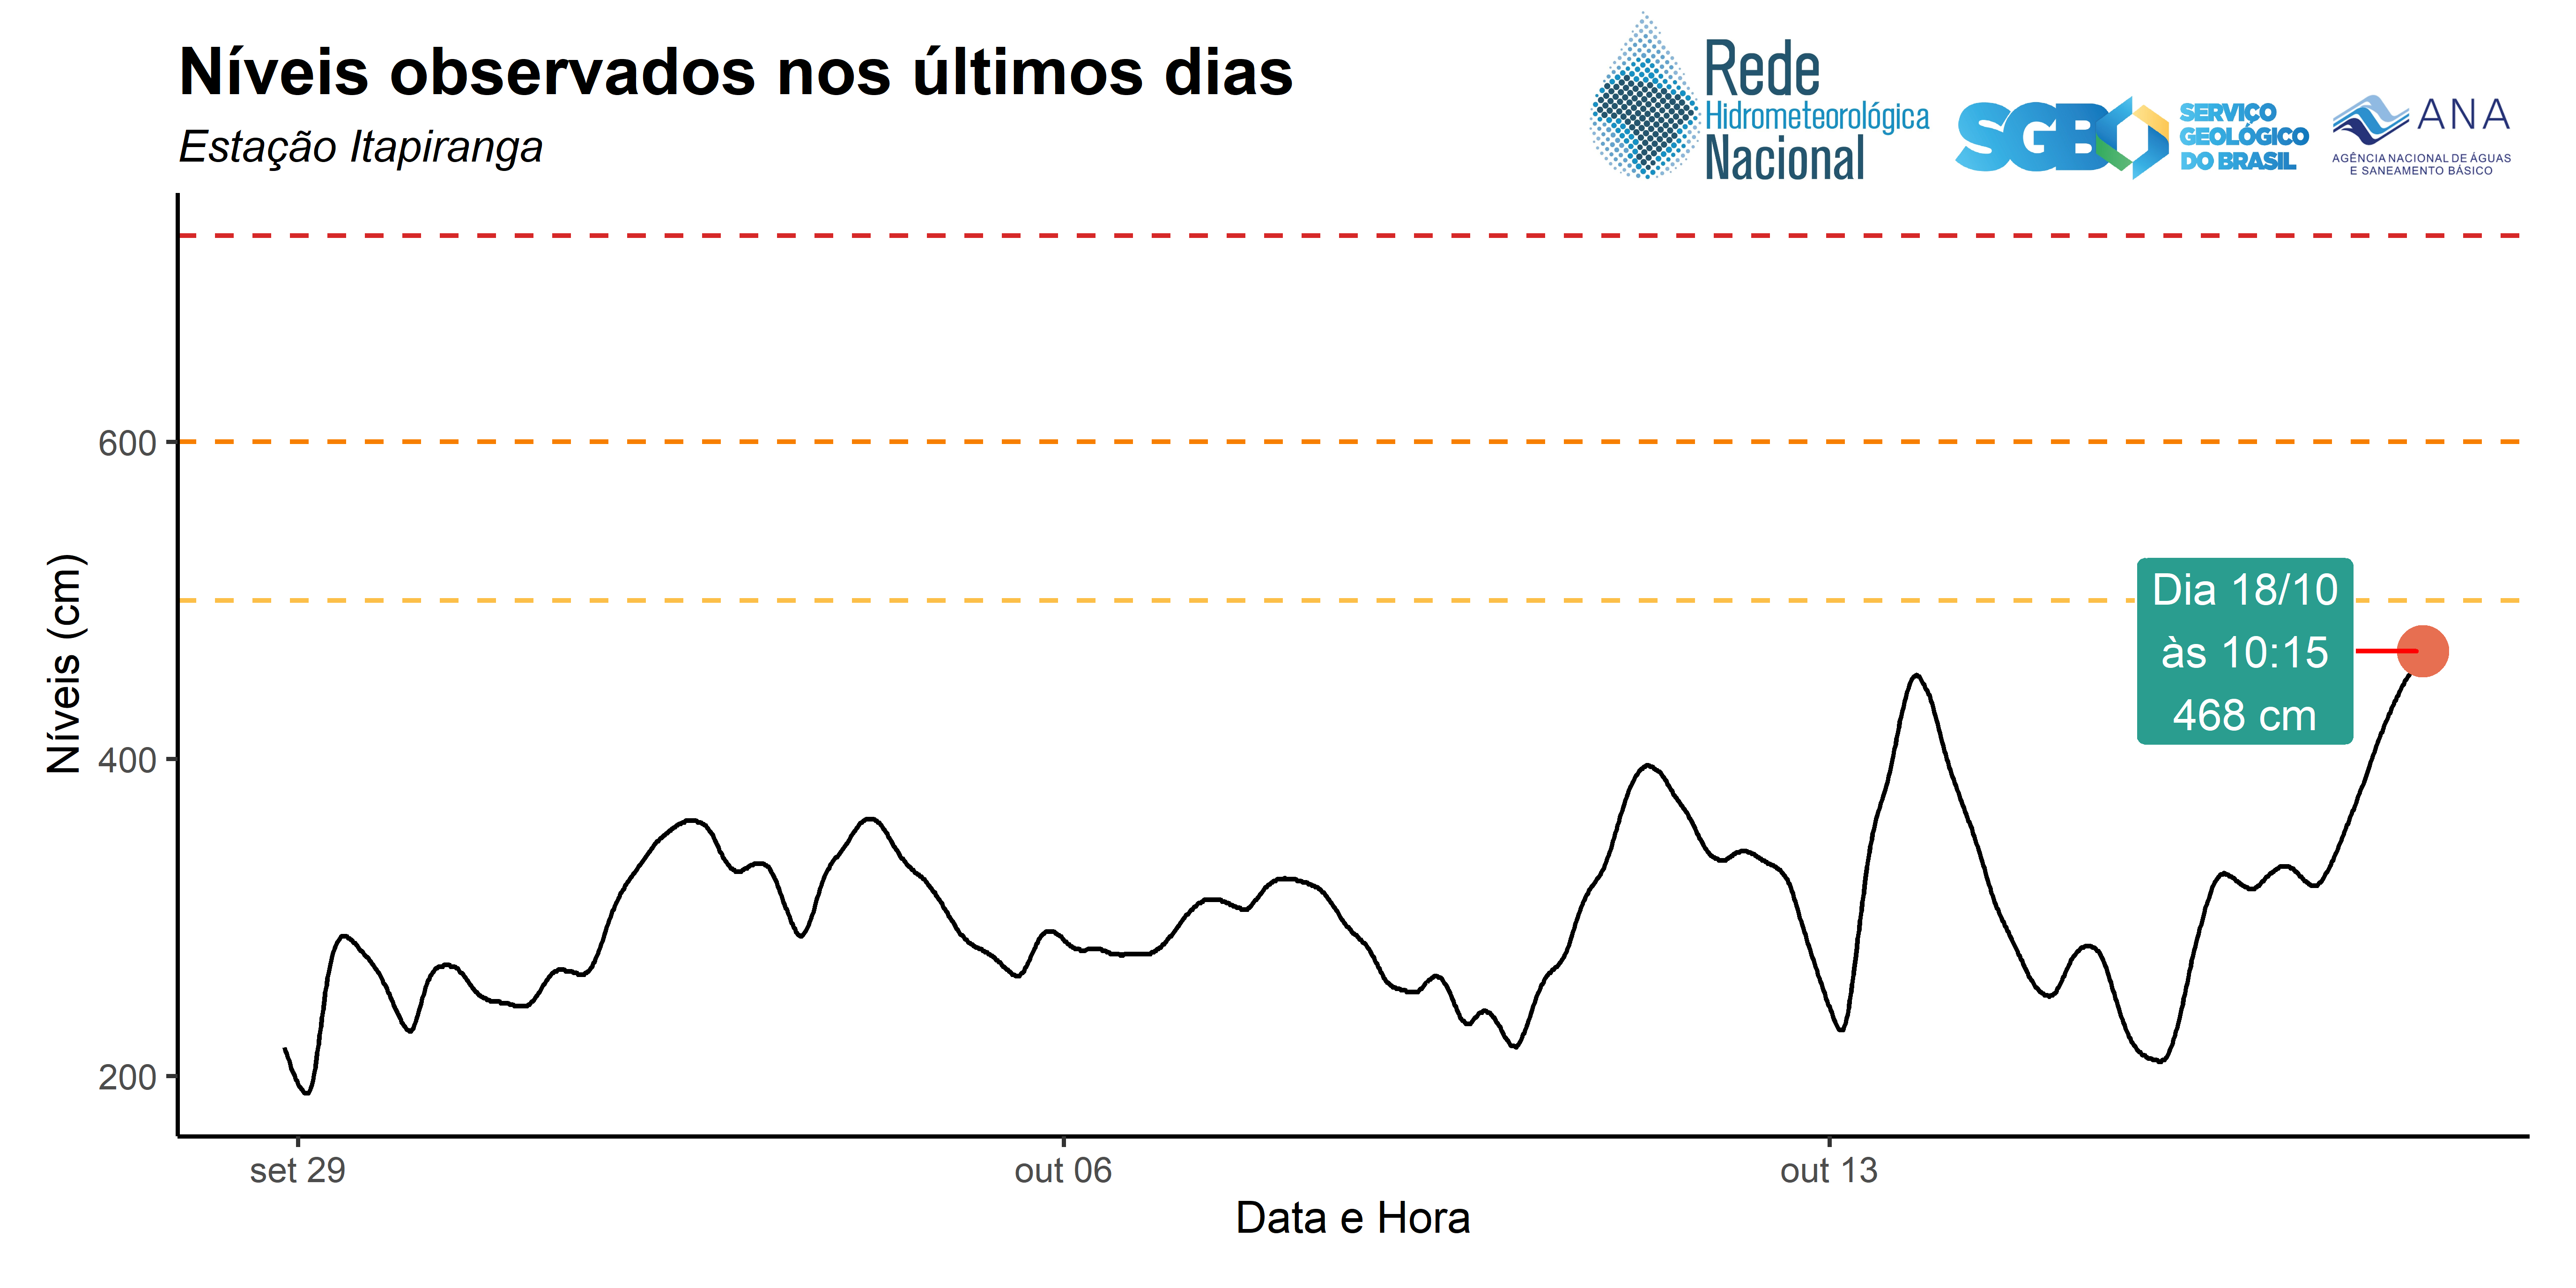 Níveis observados nos últimos dias
Estação Itapiranga
Rede
Hidrometeorológica
Nacional
SGB
SERVIÇO
GEOLÓGICO
DO BRASIL
ANA
AGÊNCIA NACIONAL DE ÁGUAS
E SANEAMENTO BÁSICO
600
400
200
Níveis (cm)
Dia 18/10
às 10:15
468 cm
set 29
out 06
out 13
Data e Hora